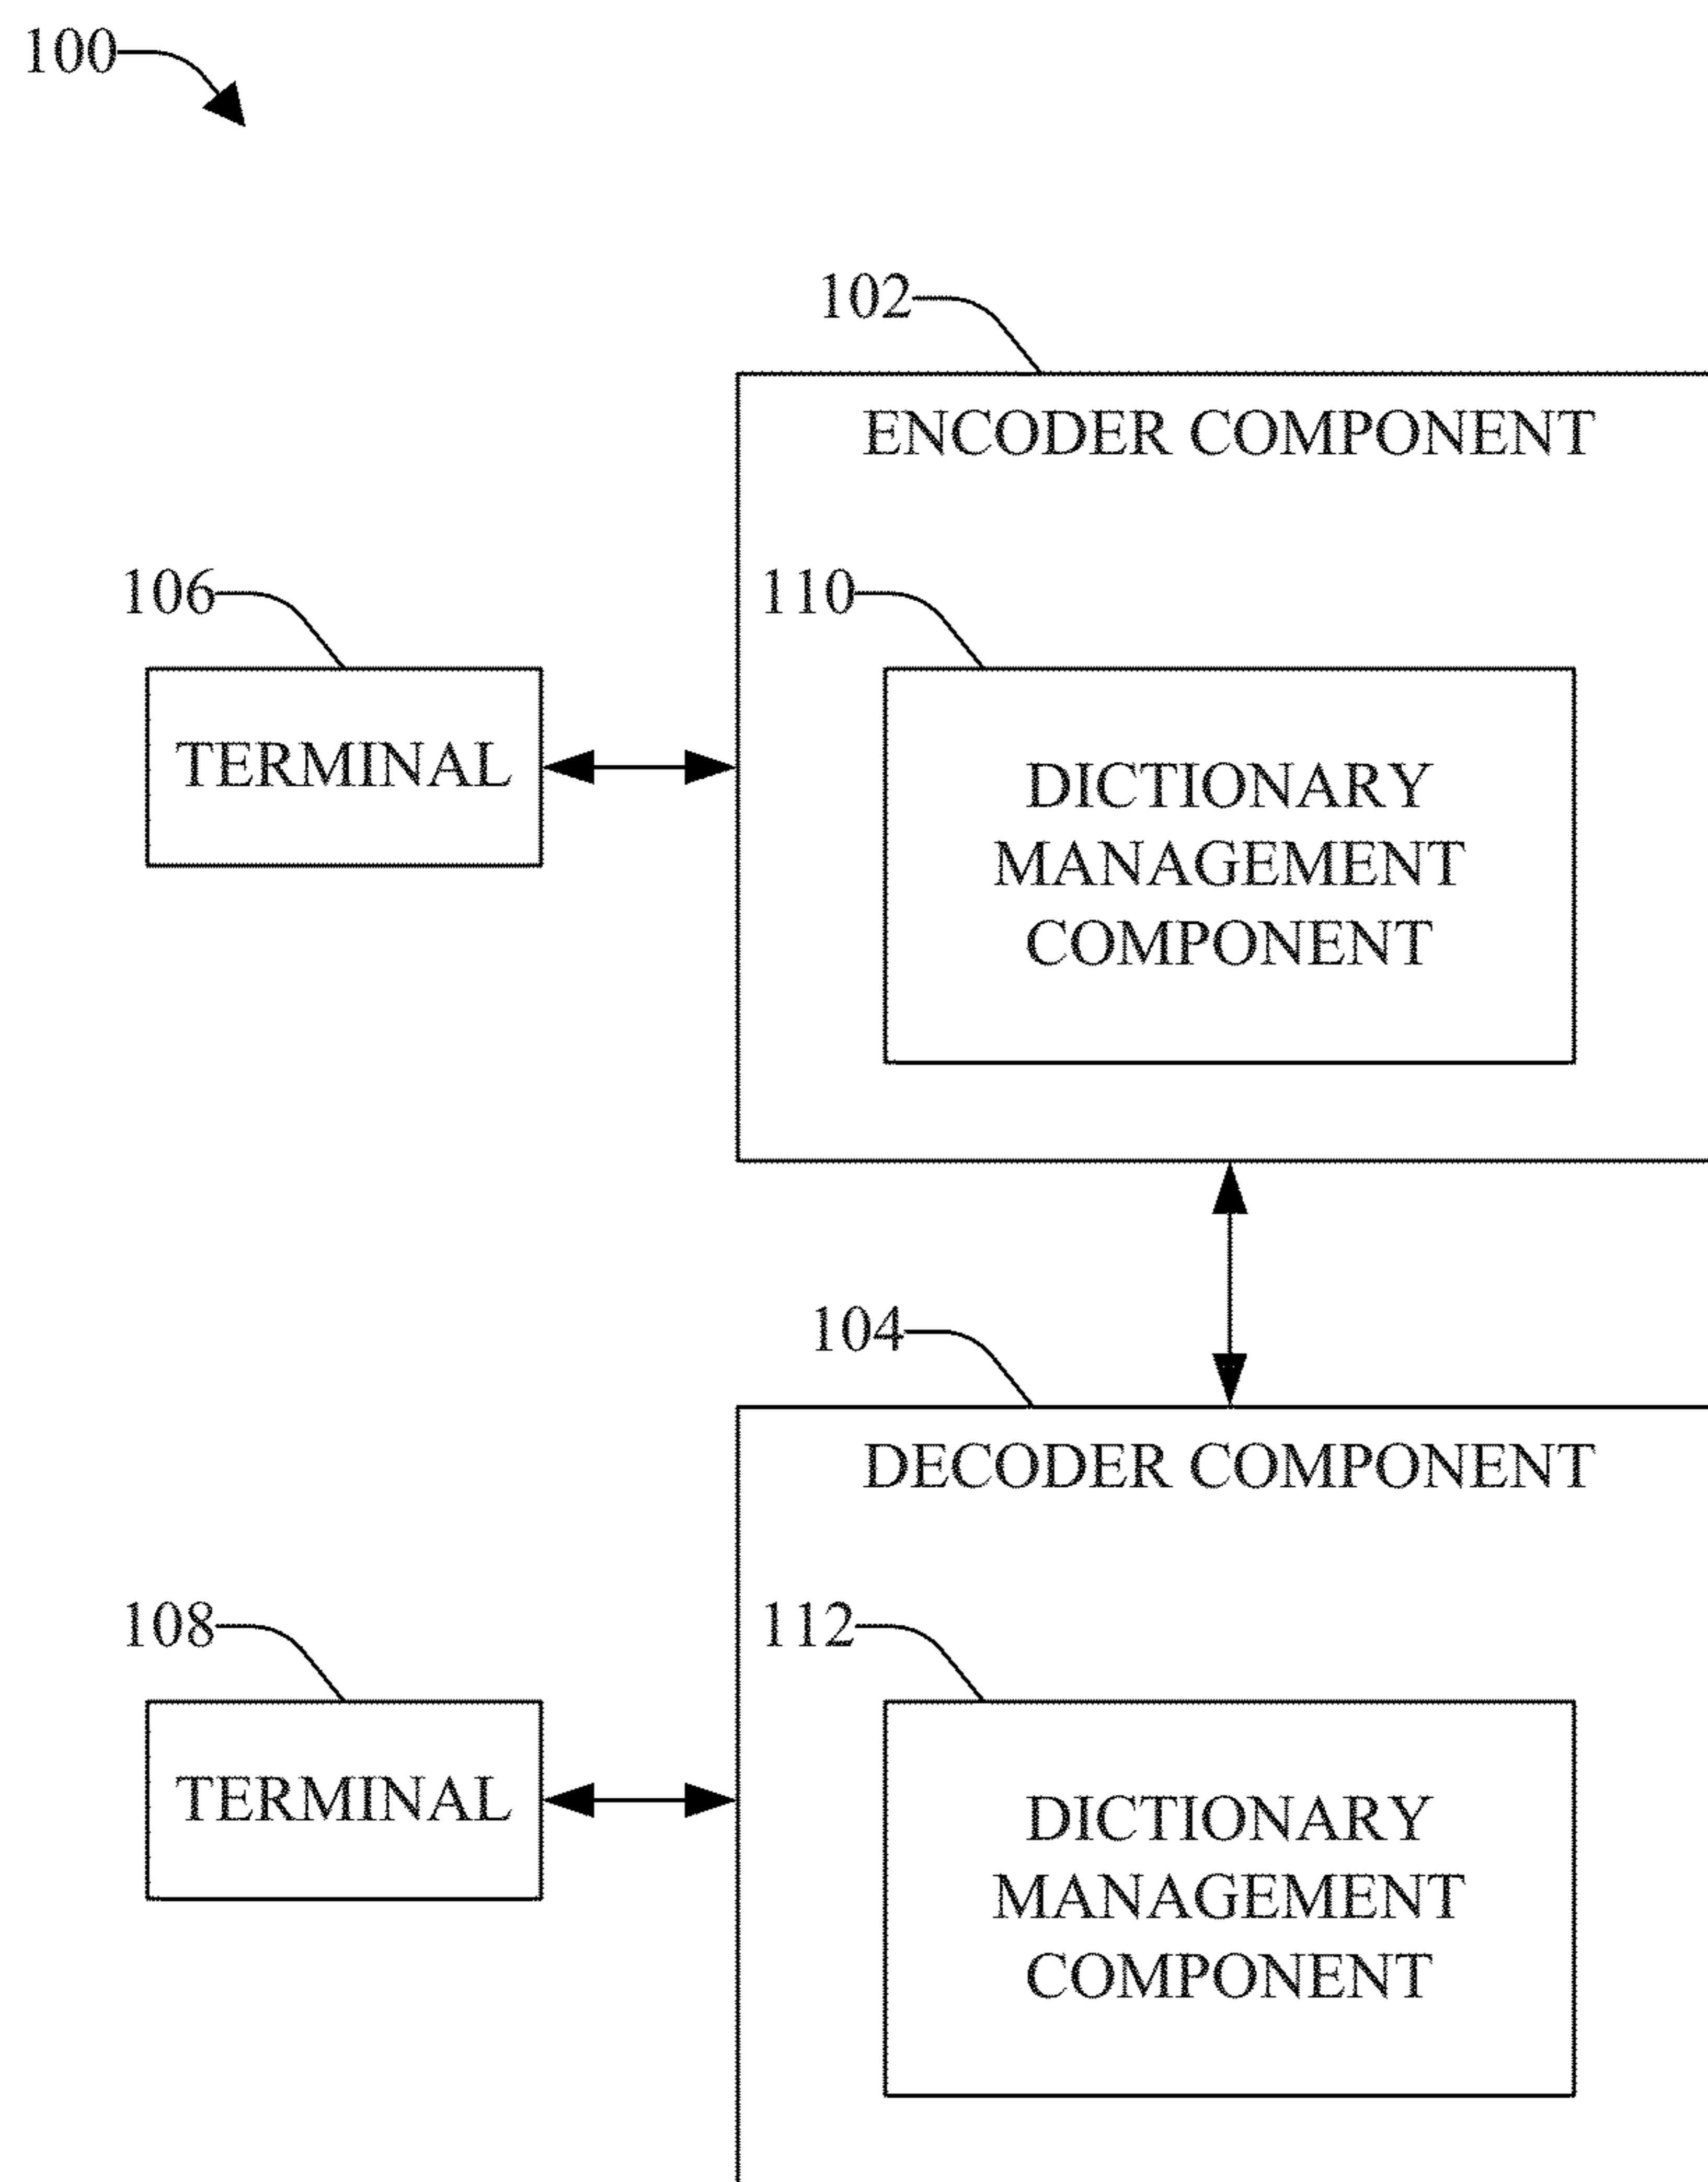 100
102
ENCODER COMPONENT
106
110
TERMINAL
DICTIONARY
MANAGEMENT
COMPONENT
104
DECODER COMPONENT
108
112
TERMINAL
DICTIONARY
MANAGEMENT
COMPONENT